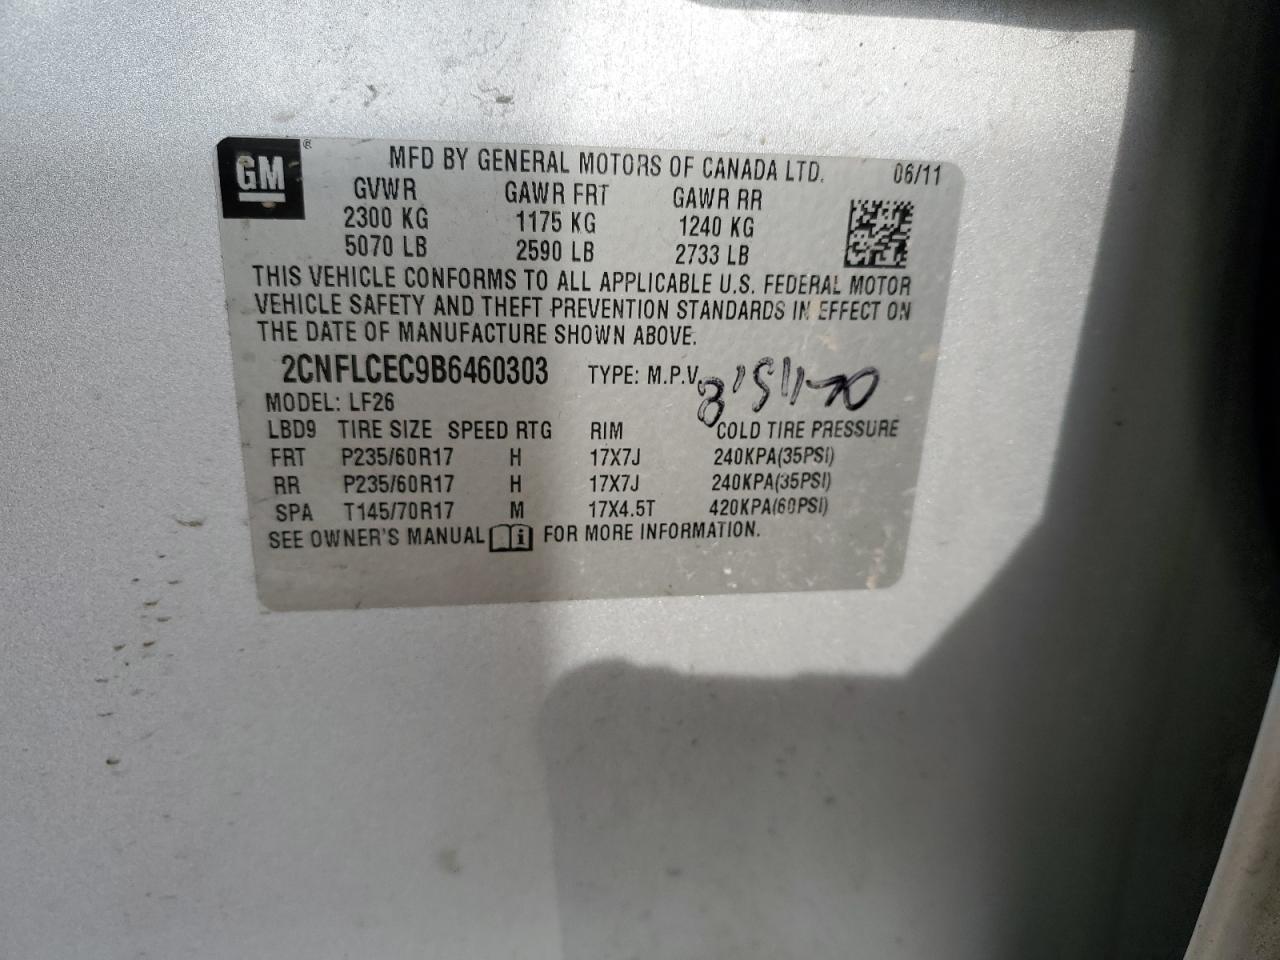 GM ®
MFD BY GENERAL MOTORS OF CANADA LTD. 06/11
GVWR GAWR FRT GAWR RR
2300 KG 1175 KG 1240 KG
5070 LB 2590 LB 2733 LB
THIS VEHICLE CONFORMS TO ALL APPLICABLE U.S. FEDERAL MOTOR
VEHICLE SAFETY AND THEFT PREVENTION STANDARDS IN EFFECT ON
THE DATE OF MANUFACTURE SHOWN ABOVE.
2CNFLCEC9B6460303 TYPE: M.P.V.
MODEL: LF26
LBD9 TIRE SIZE SPEED RTG RIM COLD TIRE PRESSURE
FRT P235/60R17 H 17X7J 240KPA(35PSI)
RR P235/60R17 H 17X7J 240KPA(35PSI)
SPA T145/70R17 M 17X4.5T 420KPA(60PSI)
SEE OWNER'S MANUAL i FOR MORE INFORMATION.